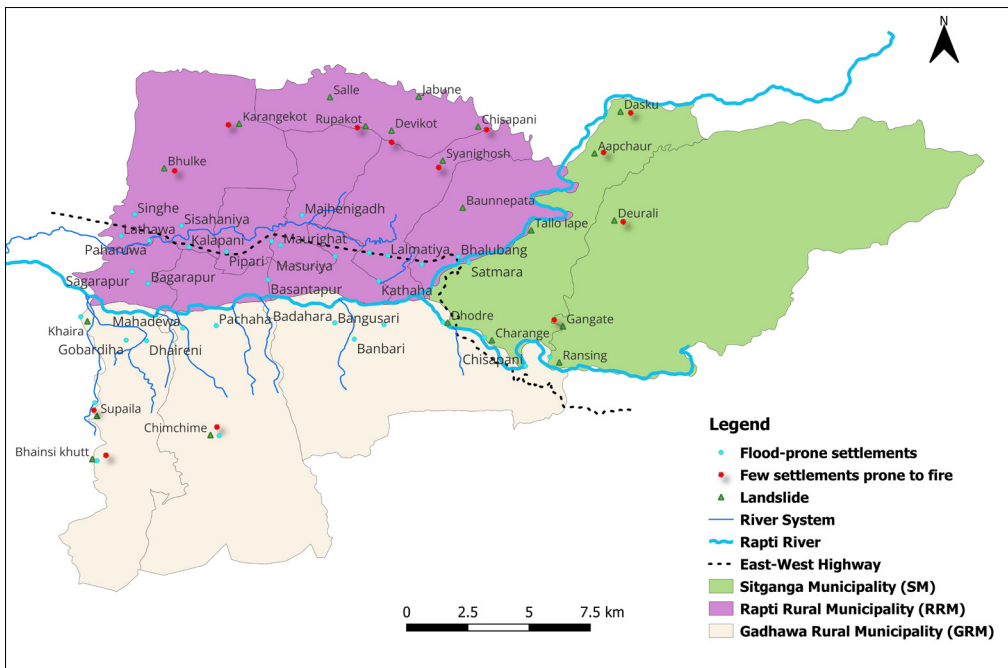 N
Salle
Jabune
Dasku
Karangekot
Rupakot
Devikot
Chisapani
Aapchaur
Bhulke
Syanighosh
Singhe
Majhenigadh
Baunnepata
Deurali
Lathawa
Sisahaniya
Tallo lape
Paharuwa
Kalapani
Maurighat
Lalmatiya
Bhalubang
Pipari
Masuriya
Satmara
Sagarapur
Bagarapur
Basantapur
Kathaha
Khaira
Mahadewa
Pachaha
Badahara
Bangusari
Dhodre
Gangate
Gobardiha
Dhaireni
Banbari
Charange
Chisapani
Ransing
Supaila
Chimchime
Bhainsi khutt
Legend
Flood-prone settlements
Few settlements prone to fire
Landslide
River System
Rapti River
East-West Highway
Sitganga Municipality (SM)
Rapti Rural Municipality (RRM)
Gadhawa Rural Municipality (GRM)
0 2.5 5 7.5 km